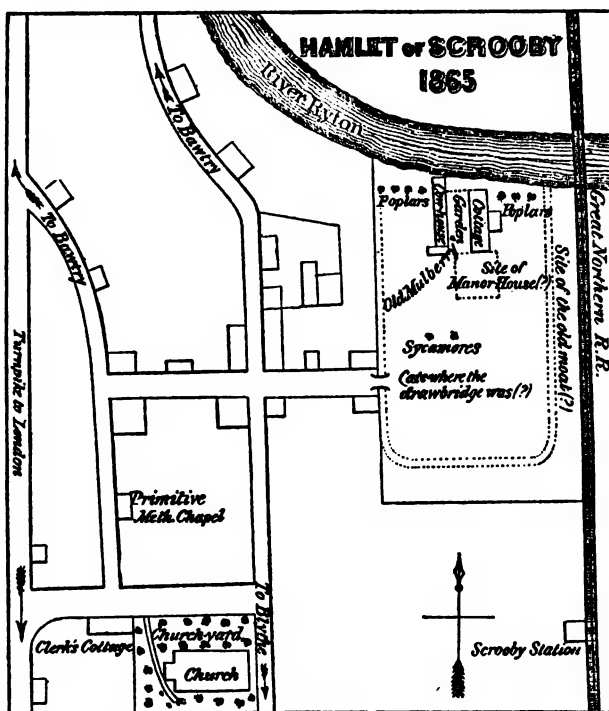 HAMLET OF SCROOBY
1865
River Ryton
To Bawtry
To Bawtry
Turnpike to London
Poplars
Cowhouse
Garden
Cottage
Poplars
Old Mulberry
Site of
Manor-House(?)
Site of the old moat(?)
Great Northern R.R.
Sycamores
Gate where the
drawbridge was(?)
Primitive
Meth. Chapel
To Blythe
Clerk's Cottage
Church-yard
Church
Scrooby Station